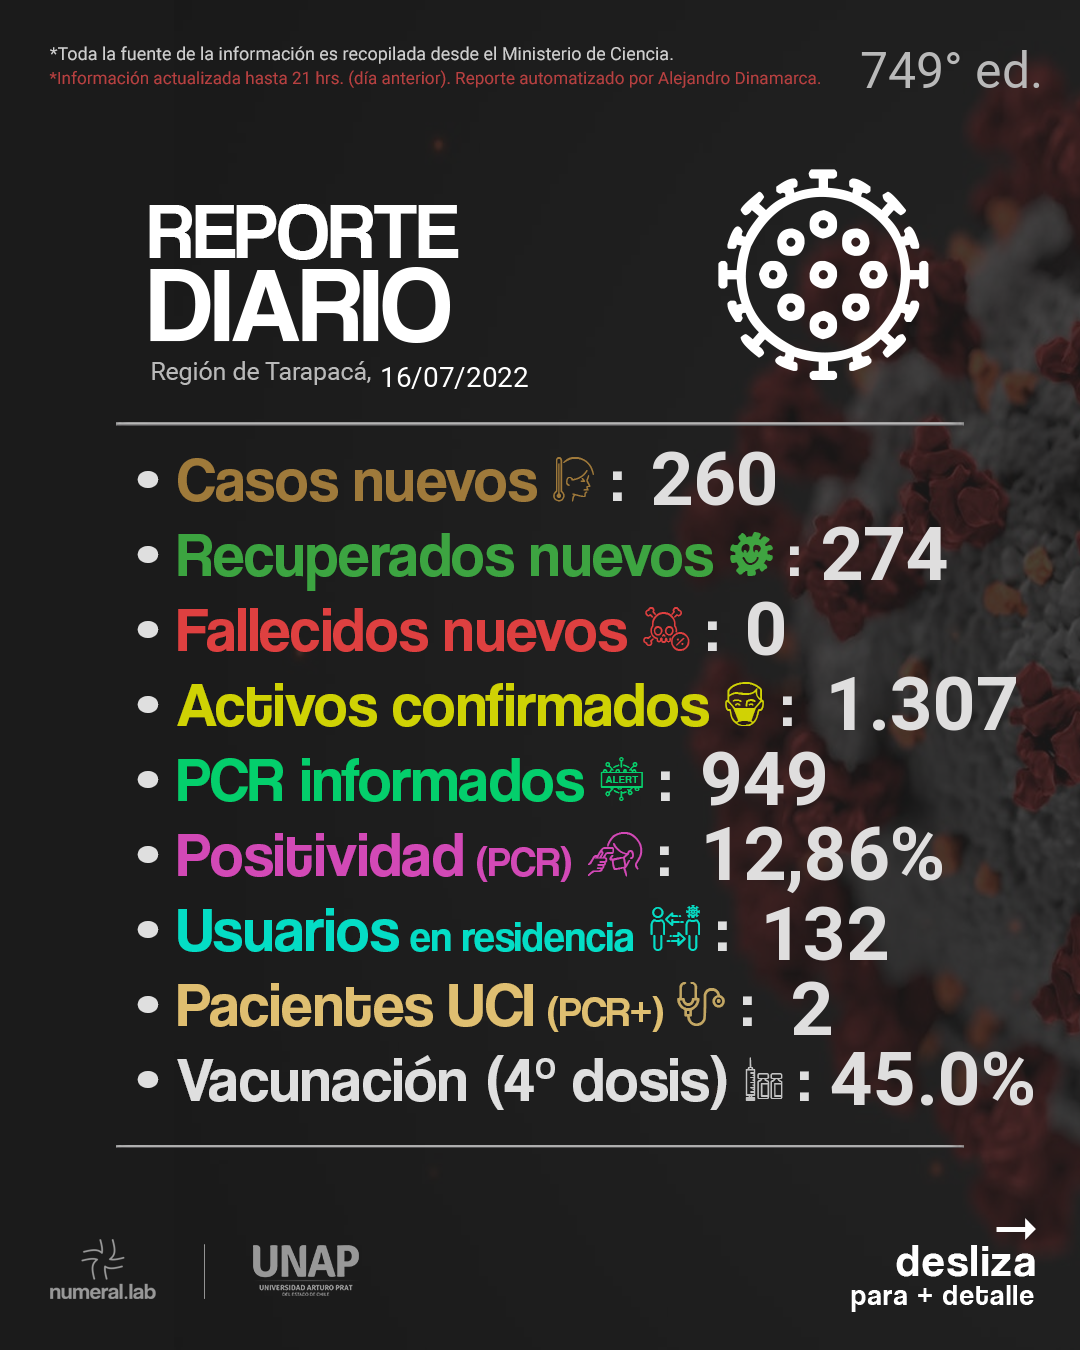 *Toda la fuente de la información es recopilada desde el Ministerio de Ciencia.
*Información actualizada hasta 21 hrs. (día anterior). Reporte automatizado por Alejandro Dinamarca.
749° ed.
REPORTE
DIARIO
Región de Tarapacá, 16/07/2022
• Casos nuevos : 260
• Recuperados nuevos : 274
• Fallecidos nuevos % : 0
• Activos confirmados : 1.307
• PCR informados ALERT : 949
• Positividad (PCR) : 12,86%
• Usuarios en residencia : 132
• Pacientes UCI (PCR+) : 2
• Vacunación (4º dosis) : 45.0%
numeral.lab
UNAP
UNIVERSIDAD ARTURO PRAT
DEL ESTADO DE CHILE
desliza
para + detalle